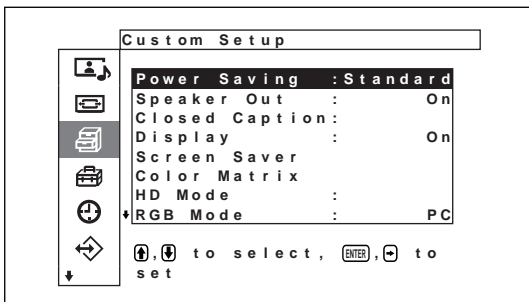 Custom Setup
Power Saving :Standard
Speaker Out : On
Closed Caption:
Display : On
Screen Saver
Color Matrix
HD Mode :
RGB Mode : PC
↑,↓ to select, ENTER,→ to
set